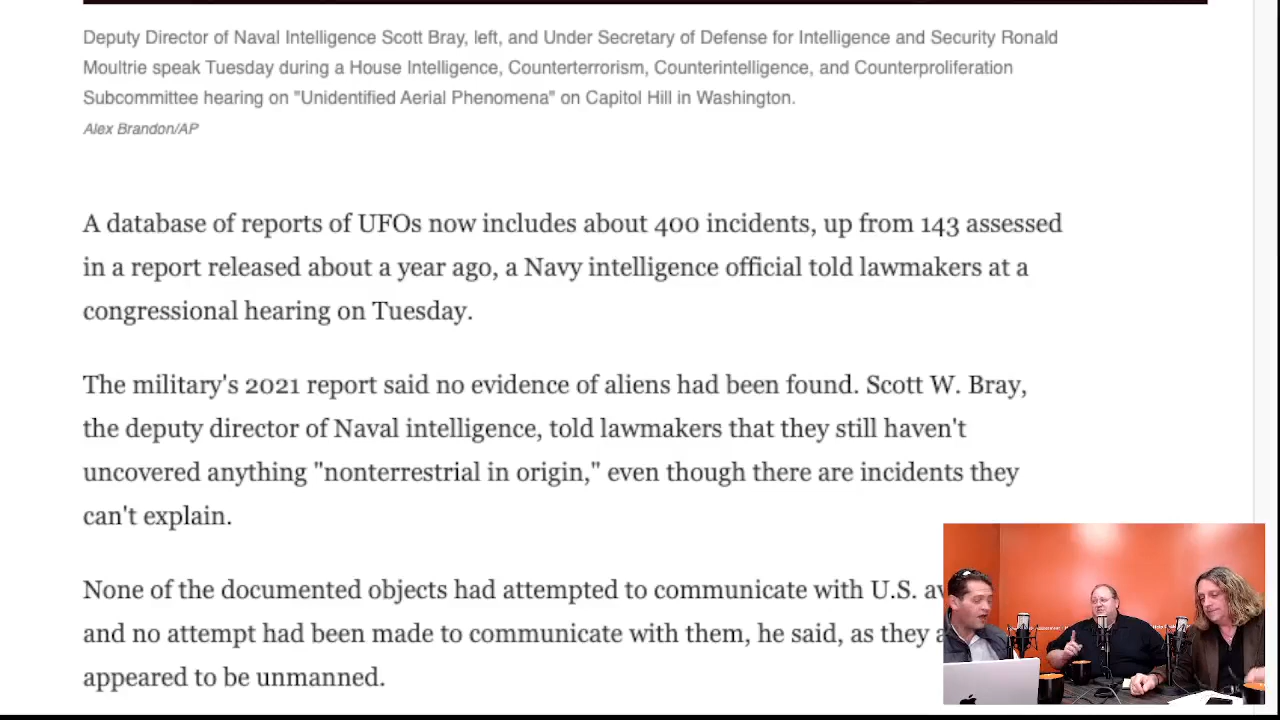 Deputy Director of Naval Intelligence Scott Bray, left, and Under Secretary of Defense for Intelligence and Security Ronald
Moultrie speak Tuesday during a House Intelligence, Counterterrorism, Counterintelligence, and Counterproliferation
Subcommittee hearing on "Unidentified Aerial Phenomena" on Capitol Hill in Washington.
Alex Brandon/AP
A database of reports of UFOs now includes about 400 incidents, up from 143 assessed
in a report released about a year ago, a Navy intelligence official told lawmakers at a
congressional hearing on Tuesday.
The military's 2021 report said no evidence of aliens had been found. Scott W. Bray,
the deputy director of Naval intelligence, told lawmakers that they still haven't
uncovered anything "nonterrestrial in origin," even though there are incidents they
can't explain.
None of the documented objects had attempted to communicate with U.S.
and no attempt had been made to communicate with them, he said, as they
appeared to be unmanned.